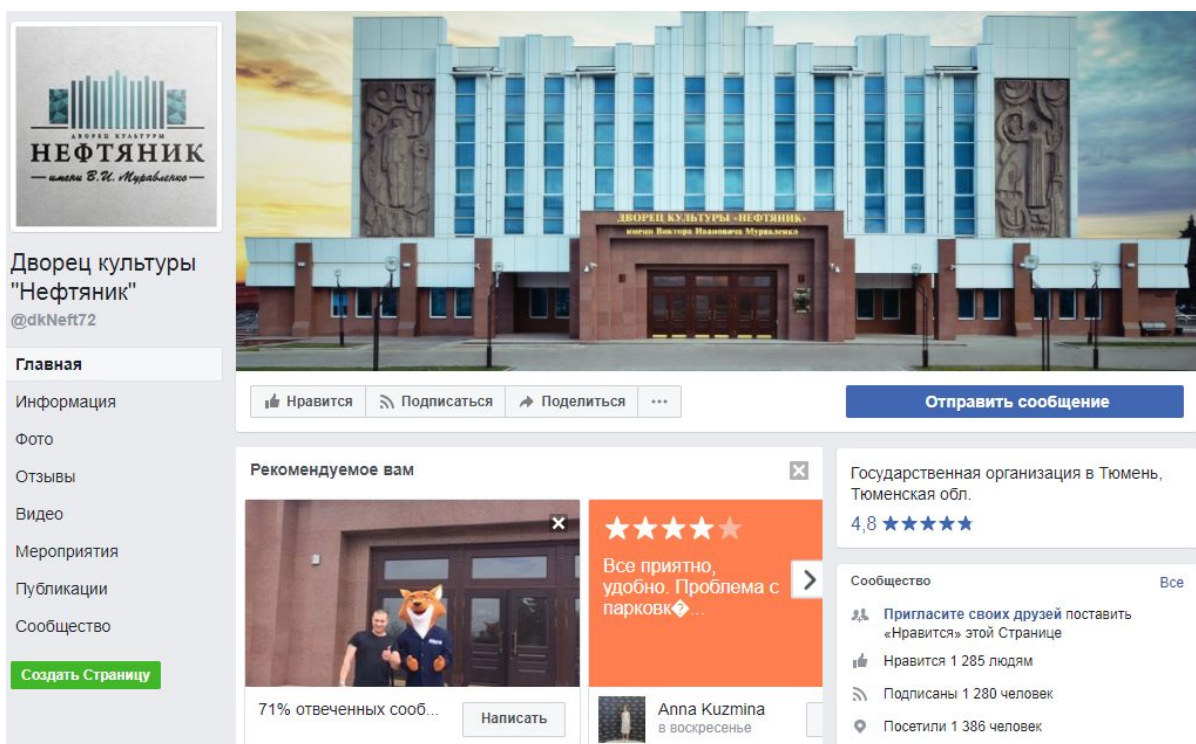 ДВОРЕЦ КУЛЬТУРЫ
НЕФТЯНИК
имени В.И. Муравленко
ДВОРЕЦ КУЛЬТУРЫ «НЕФТЯНИК»
имени Виктора Ивановича Муравленко
Дворец культуры
"Нефтяник"
@dkNeft72
Главная
Информация
Фото
Отзывы
Видео
Мероприятия
Публикации
Сообщество
Создать Страницу
Нравится
Подписаться
Поделиться
...
Отправить сообщение
Рекомендуемое вам
71% отвеченных сооб...
Написать
Все приятно,
удобно. Проблема с
парковк�...
Anna Kuzmina
в воскресенье
Государственная организация в Тюмень,
Тюменская обл.
4,8
Сообщество
Все
Пригласите своих друзей поставить
«Нравится» этой Странице
Нравится 1 285 людям
Подписаны 1 280 человек
Посетили 1 386 человек